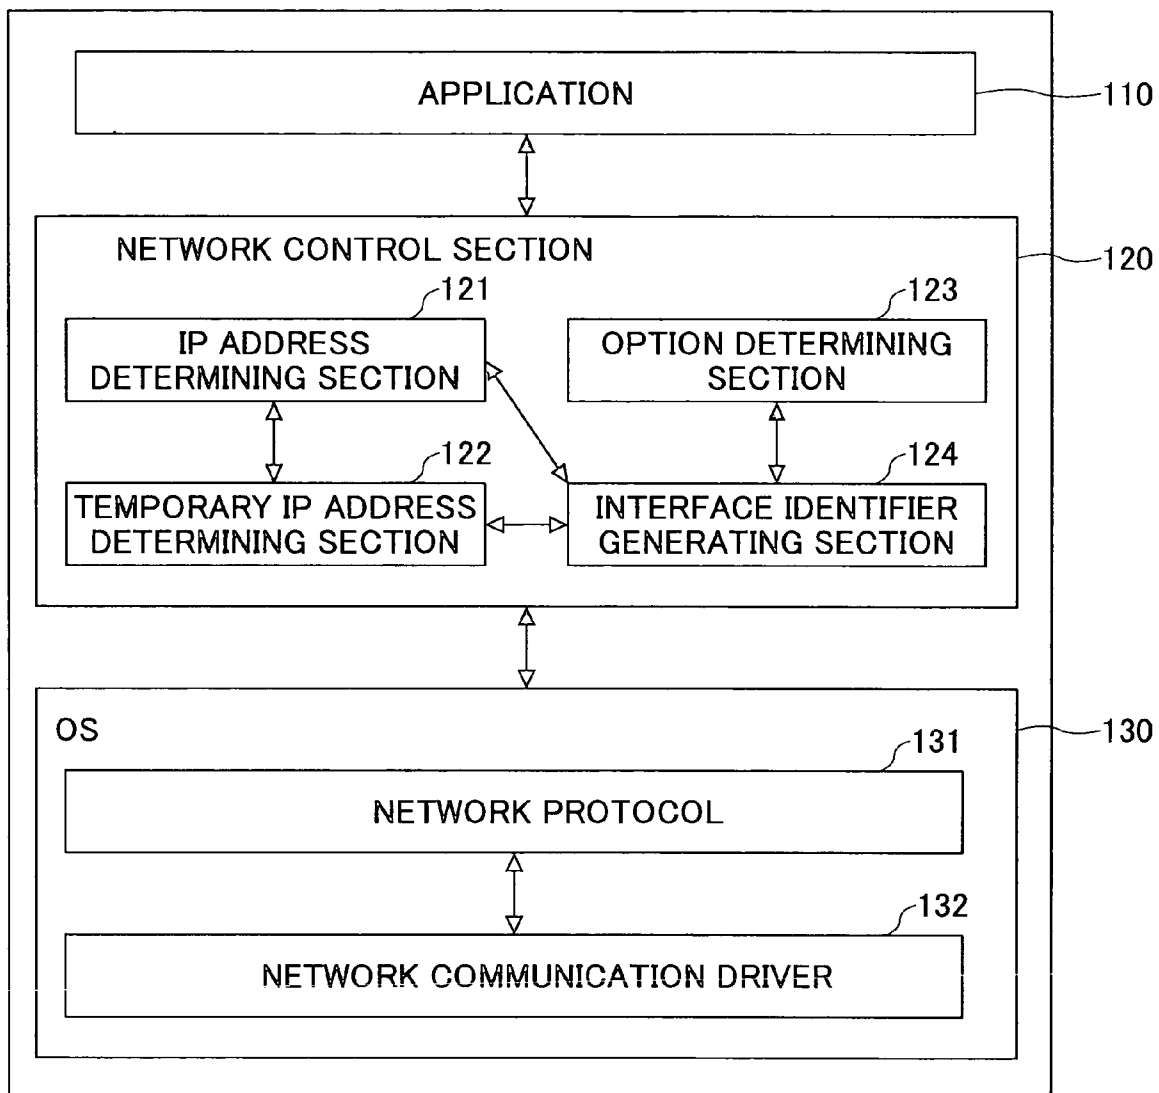 APPLICATION
110
NETWORK CONTROL SECTION
120
121
IP ADDRESS
DETERMINING SECTION
123
OPTION DETERMINING
SECTION
122
TEMPORARY IP ADDRESS
DETERMINING SECTION
124
INTERFACE IDENTIFIER
GENERATING SECTION
OS
130
131
NETWORK PROTOCOL
132
NETWORK COMMUNICATION DRIVER